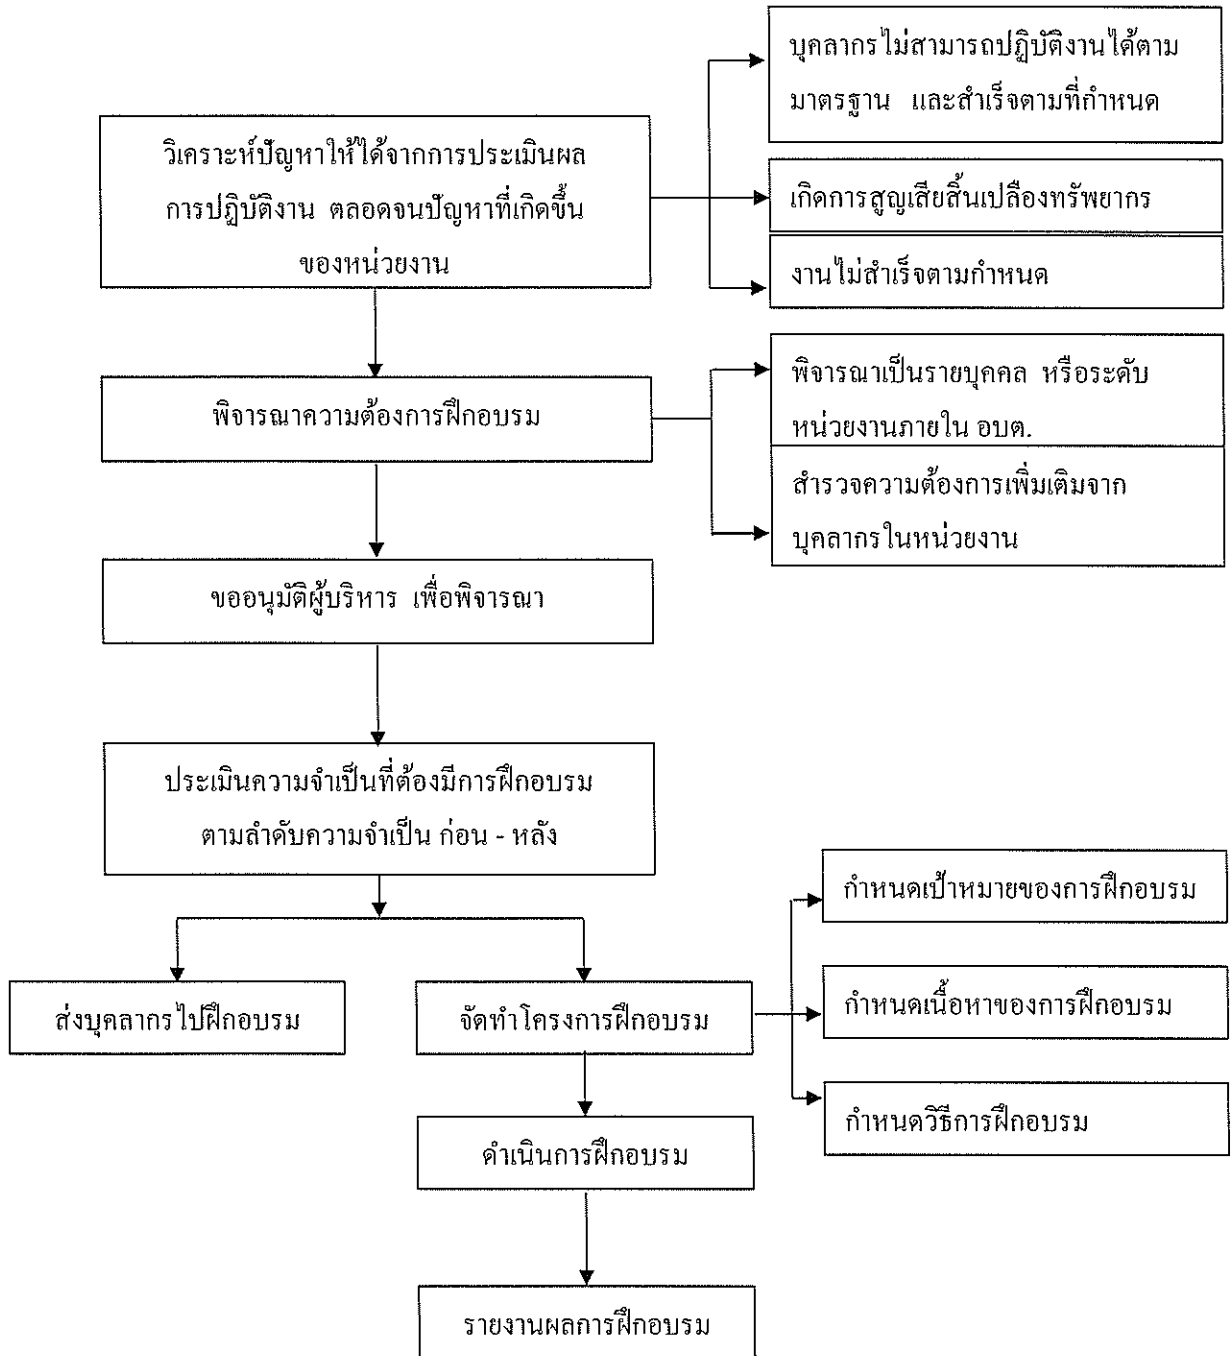 บุคลากรไม่สามารถปฏิบัติงานได้ตาม
มาตรฐาน และสำเร็จตามที่กำหนด
วิเคราะห์ปัญหาให้ได้จากการประเมินผล
การปฏิบัติงาน ตลอดจนปัญหาที่เกิดขึ้น
ของหน่วยงาน
เกิดการสูญเสียสิ้นเปลืองทรัพยากร
งานไม่สำเร็จตามกำหนด
พิจารณาความต้องการฝึกอบรม
พิจารณาเป็นรายบุคคล หรือระดับ
หน่วยงานภายใน อบต.
สำรวจความต้องการเพิ่มเติมจาก
บุคลากรในหน่วยงาน
ขออนุมัติผู้บริหาร เพื่อพิจารณา
ประเมินความจำเป็นที่ต้องมีการฝึกอบรม
ตามลำดับความจำเป็น ก่อน - หลัง
ส่งบุคลากรไปฝึกอบรม
จัดทำโครงการฝึกอบรม
กำหนดเป้าหมายของการฝึกอบรม
กำหนดเนื้อหาของการฝึกอบรม
กำหนดวิธีการฝึกอบรม
ดำเนินการฝึกอบรม
รายงานผลการฝึกอบรม